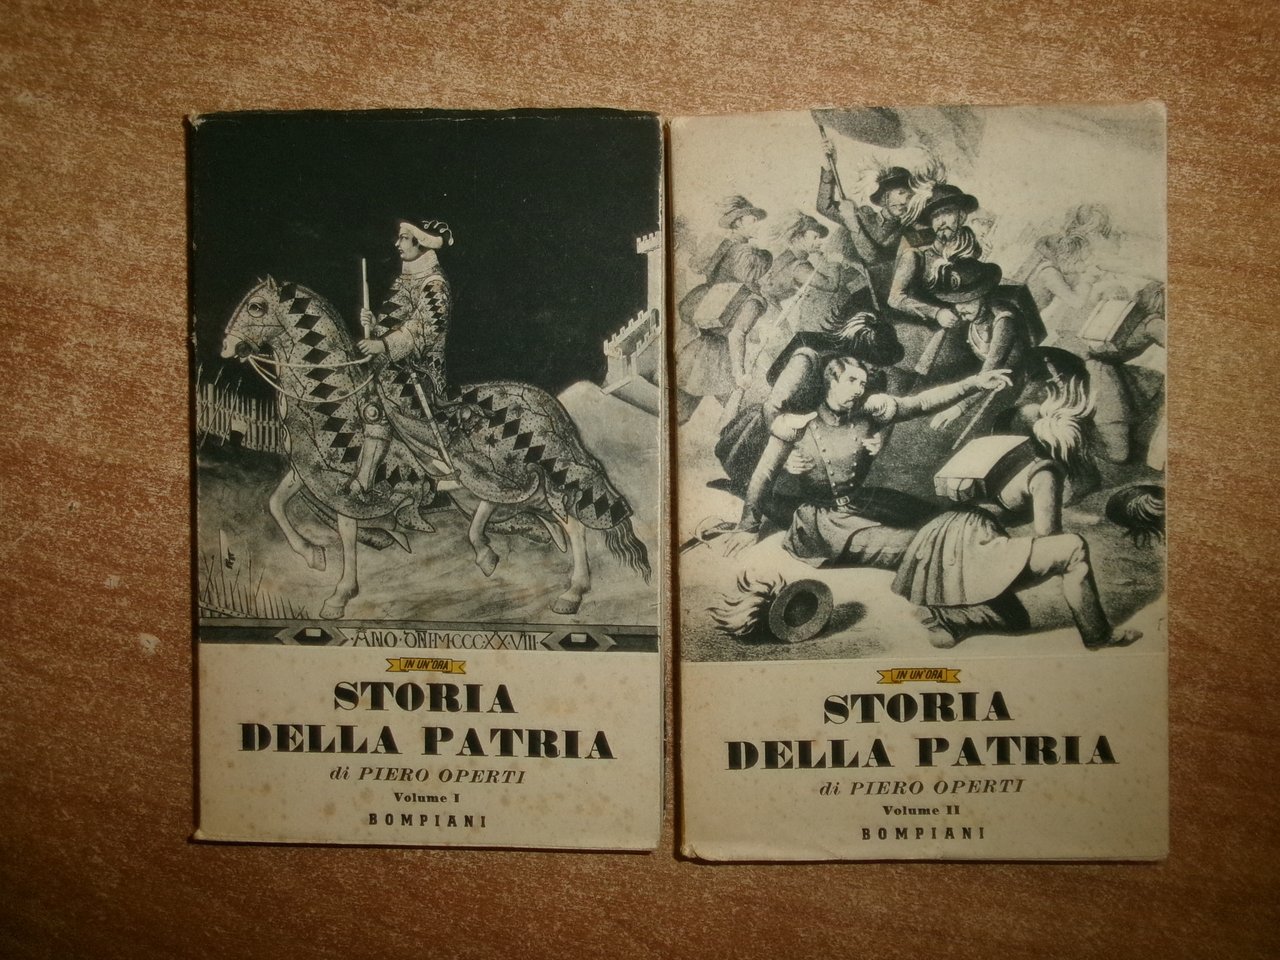 ·ANO·DNI·MCCCXXVIII·
IN UN'ORA
STORIA
DELLA PATRIA
di PIERO OPERTI
Volume I
BOMPIANI
IN UN'ORA
STORIA
DELLA PATRIA
di PIERO OPERTI
Volume II
BOMPIANI